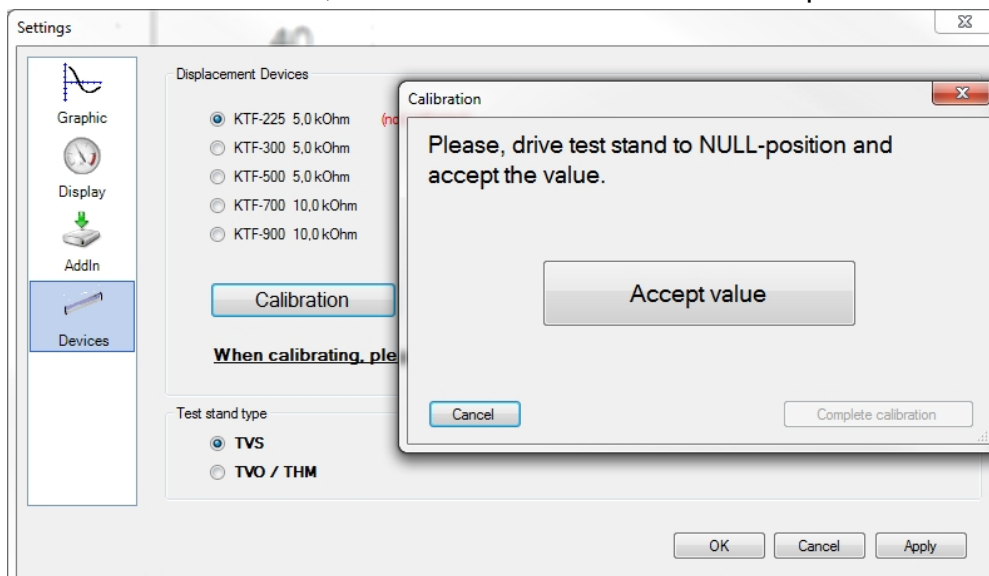 Settings
40
Graphic
Display
AddIn
Devices
Displacement Devices
KTF-225 5,0 kOhm
KTF-300 5,0 kOhm
KTF-500 5,0 kOhm
KTF-700 10,0 kOhm
KTF-900 10,0 kOhm
Calibration
When calibrating,
Test stand type
TVS
TVO / THM
Calibration
Please, drive test stand to NULL-position and
accept the value.
Accept value
Cancel
Complete calibration
OK
Cancel
Apply